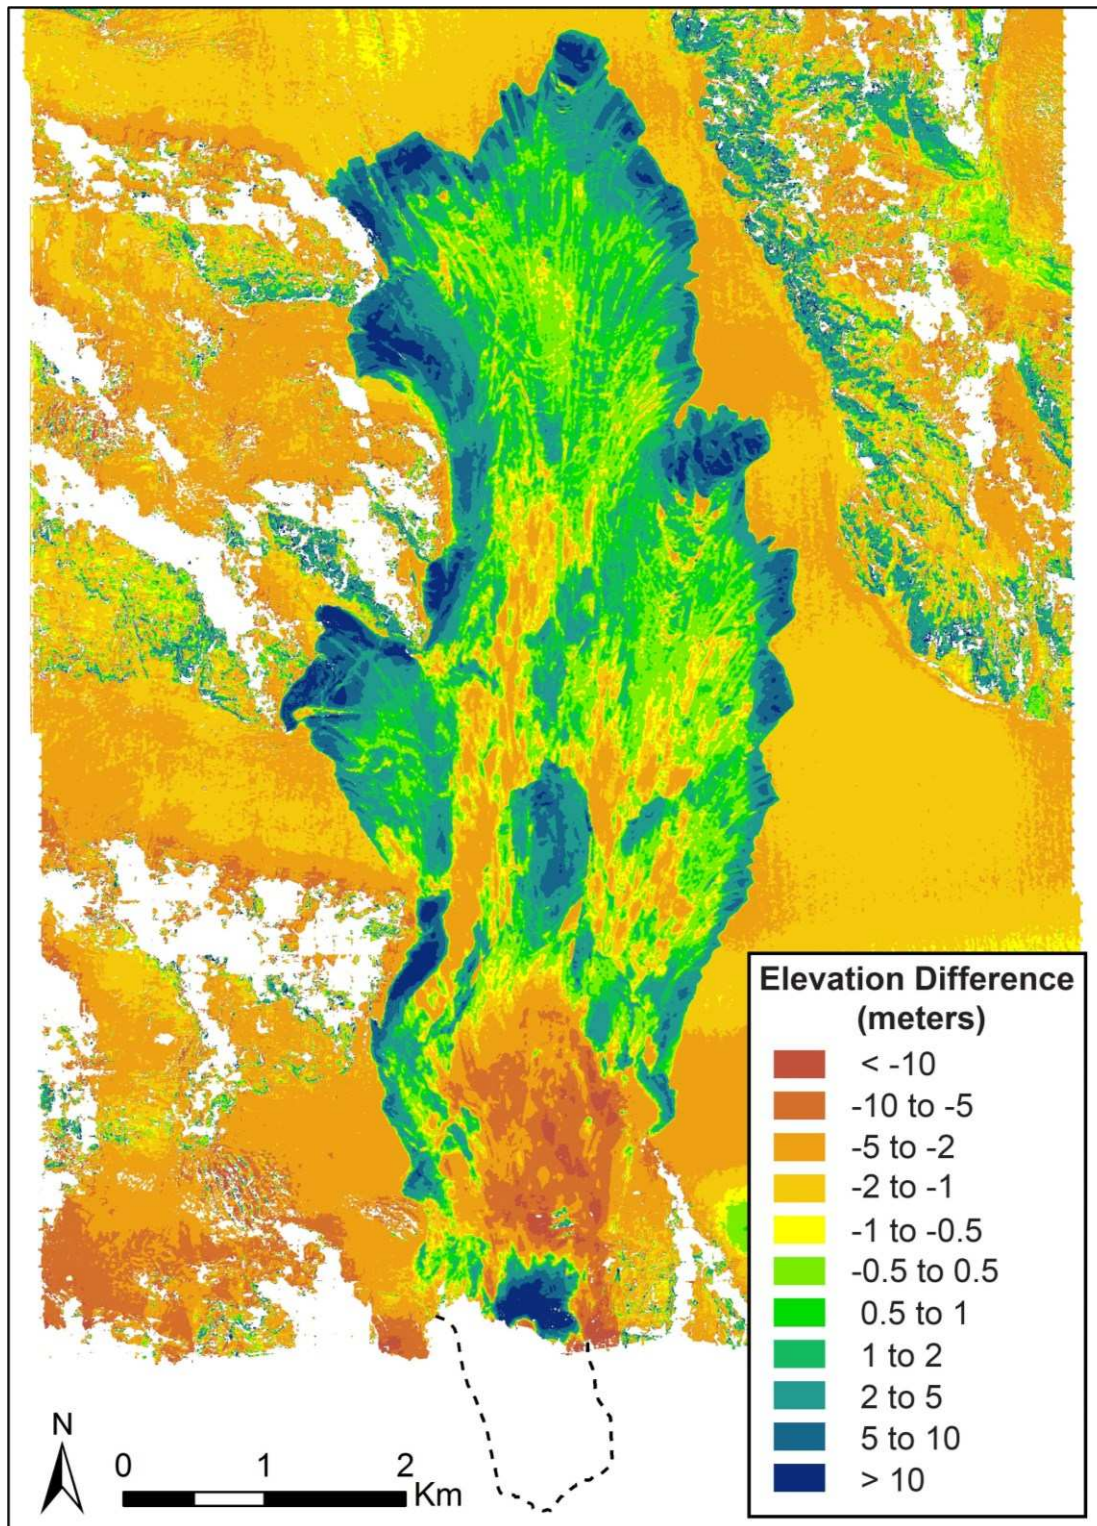 Elevation Difference
(meters)
< -10
-10 to -5
-5 to -2
-2 to -1
-1 to -0.5
-0.5 to 0.5
0.5 to 1
1 to 2
2 to 5
5 to 10
> 10
N
0 1 2
Km